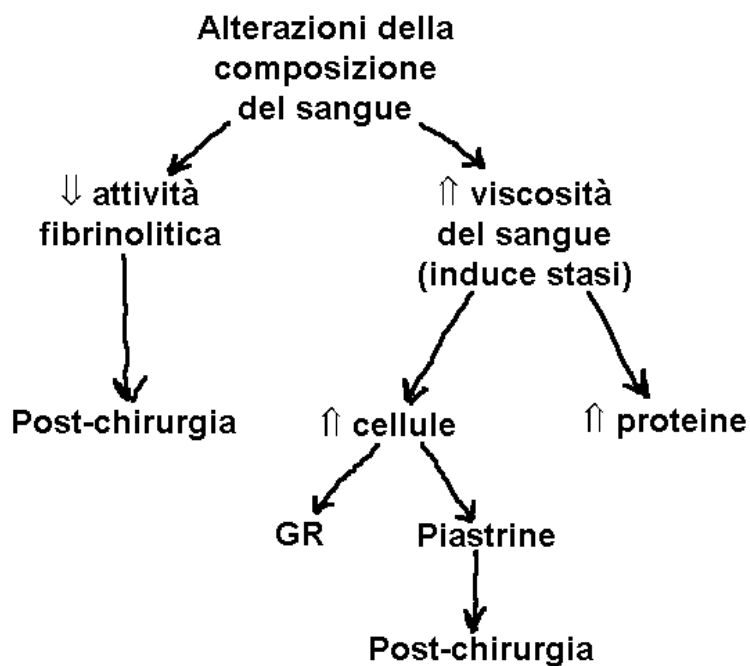 Alterazioni della
composizione
del sangue
⇓ attività
fibrinolitica
⇑ viscosità
del sangue
(induce stasi)
Post-chirurgia
⇑ cellule
⇑ proteine
GR
Piastrine
Post-chirurgia